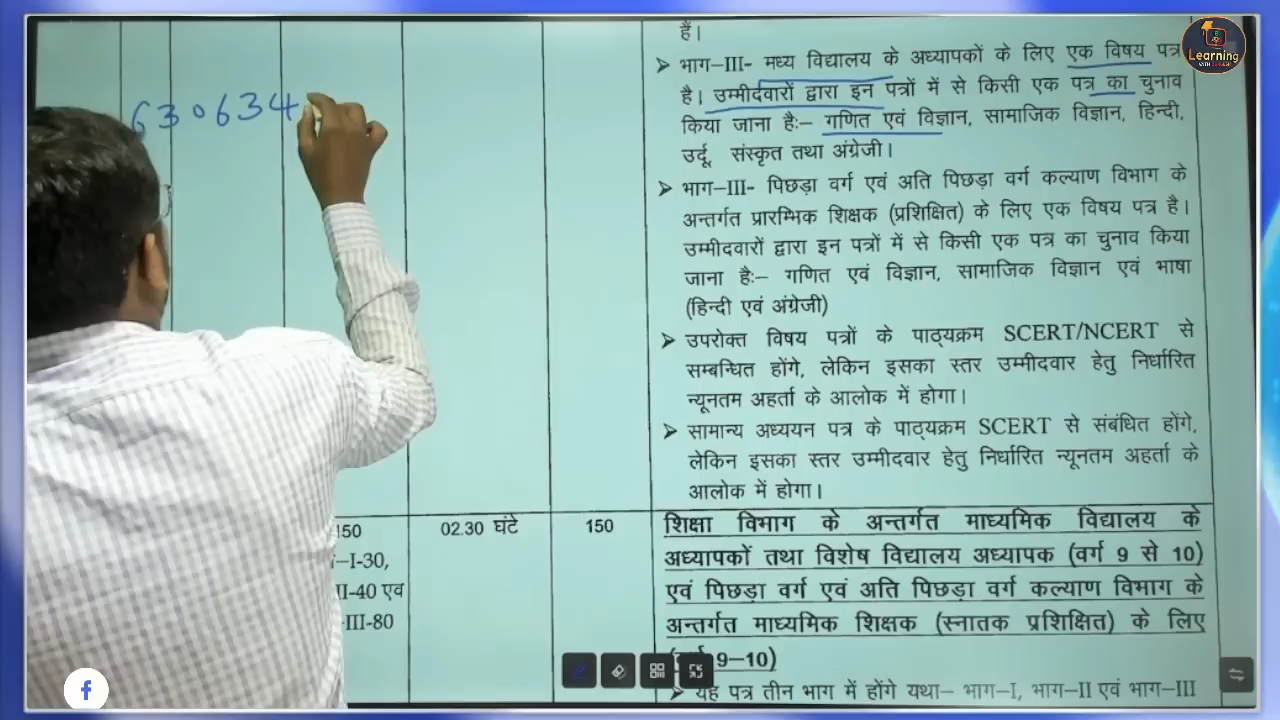 Learning
630634
हैं।
➤ भाग–III- मध्य विद्यालय के अध्यापकों के लिए एक विषय पत्र
है। उम्मीदवारों द्वारा इन पत्रों में से किसी एक पत्र का चुनाव
किया जाना है:– गणित एवं विज्ञान, सामाजिक विज्ञान, हिन्दी,
उर्दू, संस्कृत तथा अंग्रेजी।
➤ भाग–III- पिछड़ा वर्ग एवं अति पिछड़ा वर्ग कल्याण विभाग के
अन्तर्गत प्रारम्भिक शिक्षक (प्रशिक्षित) के लिए एक विषय पत्र है।
उम्मीदवारों द्वारा इन पत्रों में से किसी एक पत्र का चुनाव किया
जाना है:– गणित एवं विज्ञान, सामाजिक विज्ञान एवं भाषा
(हिन्दी एवं अंग्रेजी)
➤ उपरोक्त विषय पत्रों के पाठ्यक्रम SCERT/NCERT से
सम्बन्धित होंगे, लेकिन इसका स्तर उम्मीदवार हेतु निर्धारित
न्यूनतम अहर्ता के आलोक में होगा।
➤ सामान्य अध्ययन पत्र के पाठ्यक्रम SCERT से संबंधित होंगे,
लेकिन इसका स्तर उम्मीदवार हेतु निर्धारित न्यूनतम अहर्ता के
आलोक में होगा।
150
–I-30,
II-40 एवं
-III-80
02.30 घंटे
150
शिक्षा विभाग के अन्तर्गत माध्यमिक विद्यालय के
अध्यापकों तथा विशेष विद्यालय अध्यापक (वर्ग 9 से 10)
एवं पिछड़ा वर्ग एवं अति पिछड़ा वर्ग कल्याण विभाग के
अन्तर्गत माध्यमिक शिक्षक (स्नातक प्रशिक्षित) के लिए
9–10)
➤ यह पत्र तीन भाग में होंगे यथा– भाग-I, भाग-II एवं भाग-III
f